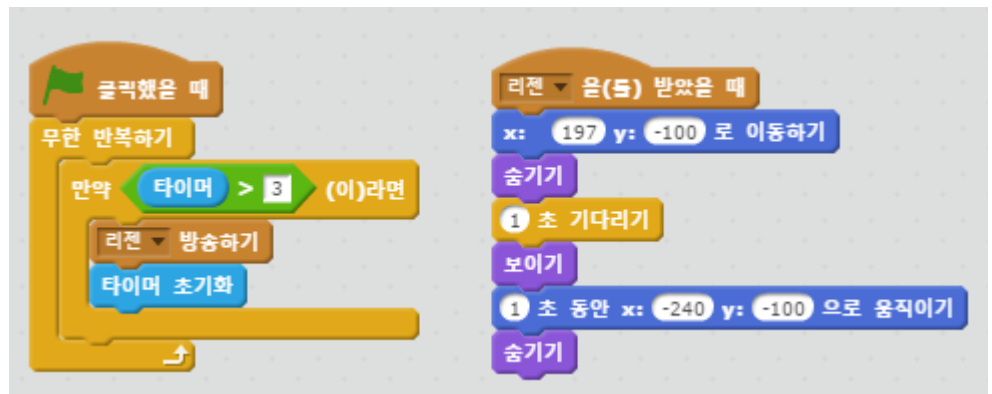 클릭했을 때
무한 반복하기
만약 타이머 > 3 (이)라면
리젠 방송하기
타이머 초기화
리젠 을(를) 받았을 때
x: 197 y: -100 로 이동하기
숨기기
1 초 기다리기
보이기
1 초 동안 x: -240 y: -100 으로 움직이기
숨기기